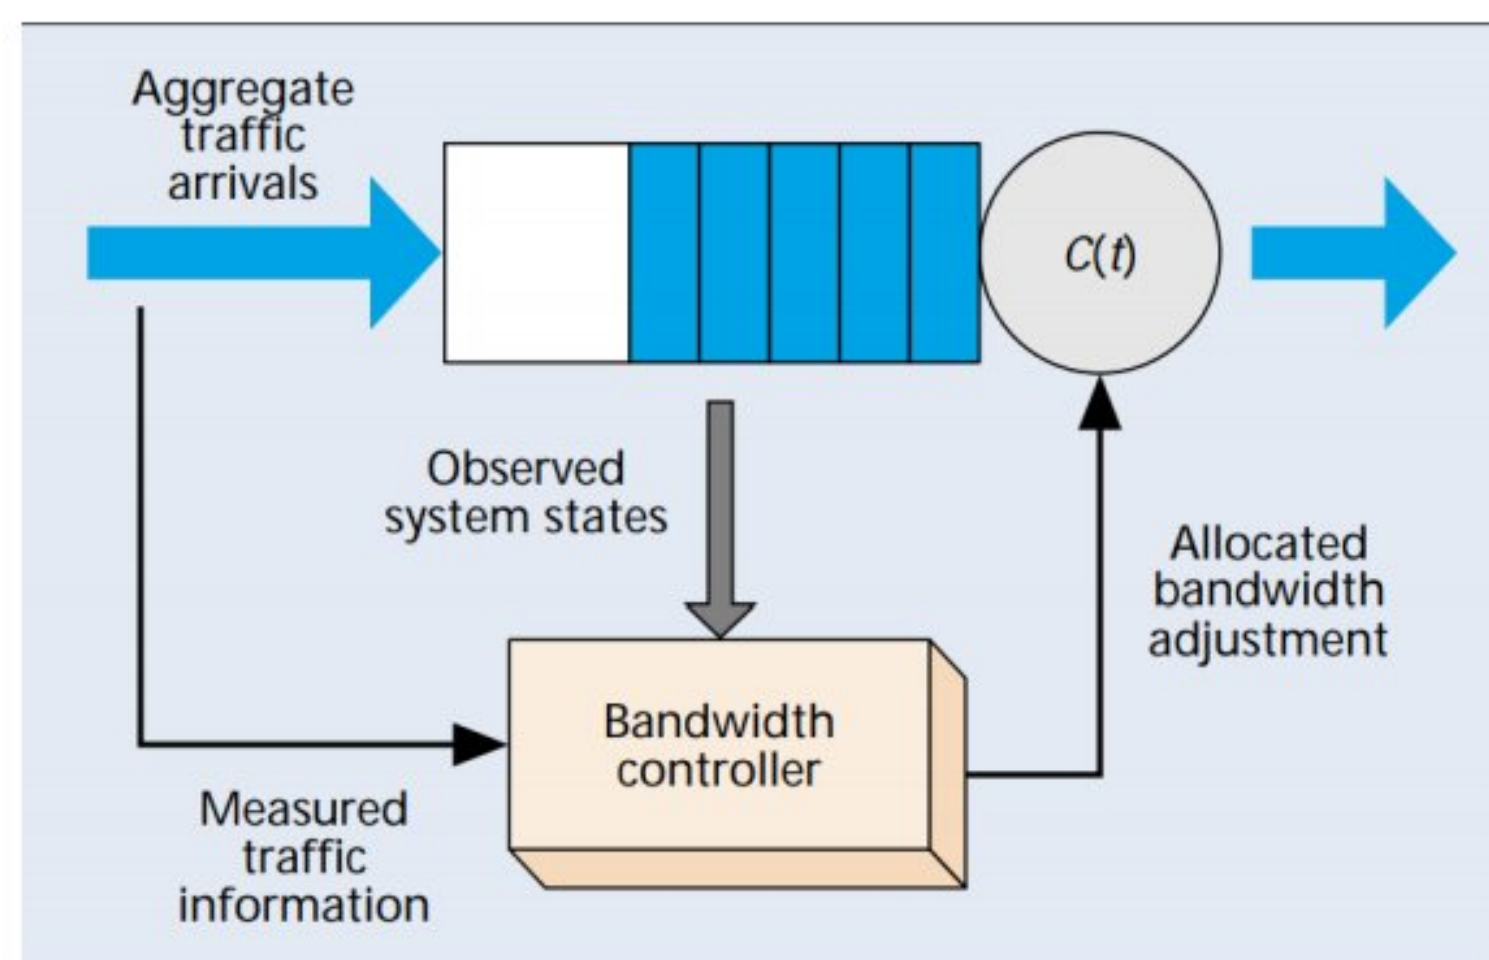 Aggregate
traffic
arrivals
C(t)
Observed
system states
Allocated
bandwidth
adjustment
Bandwidth
controller
Measured
traffic
information